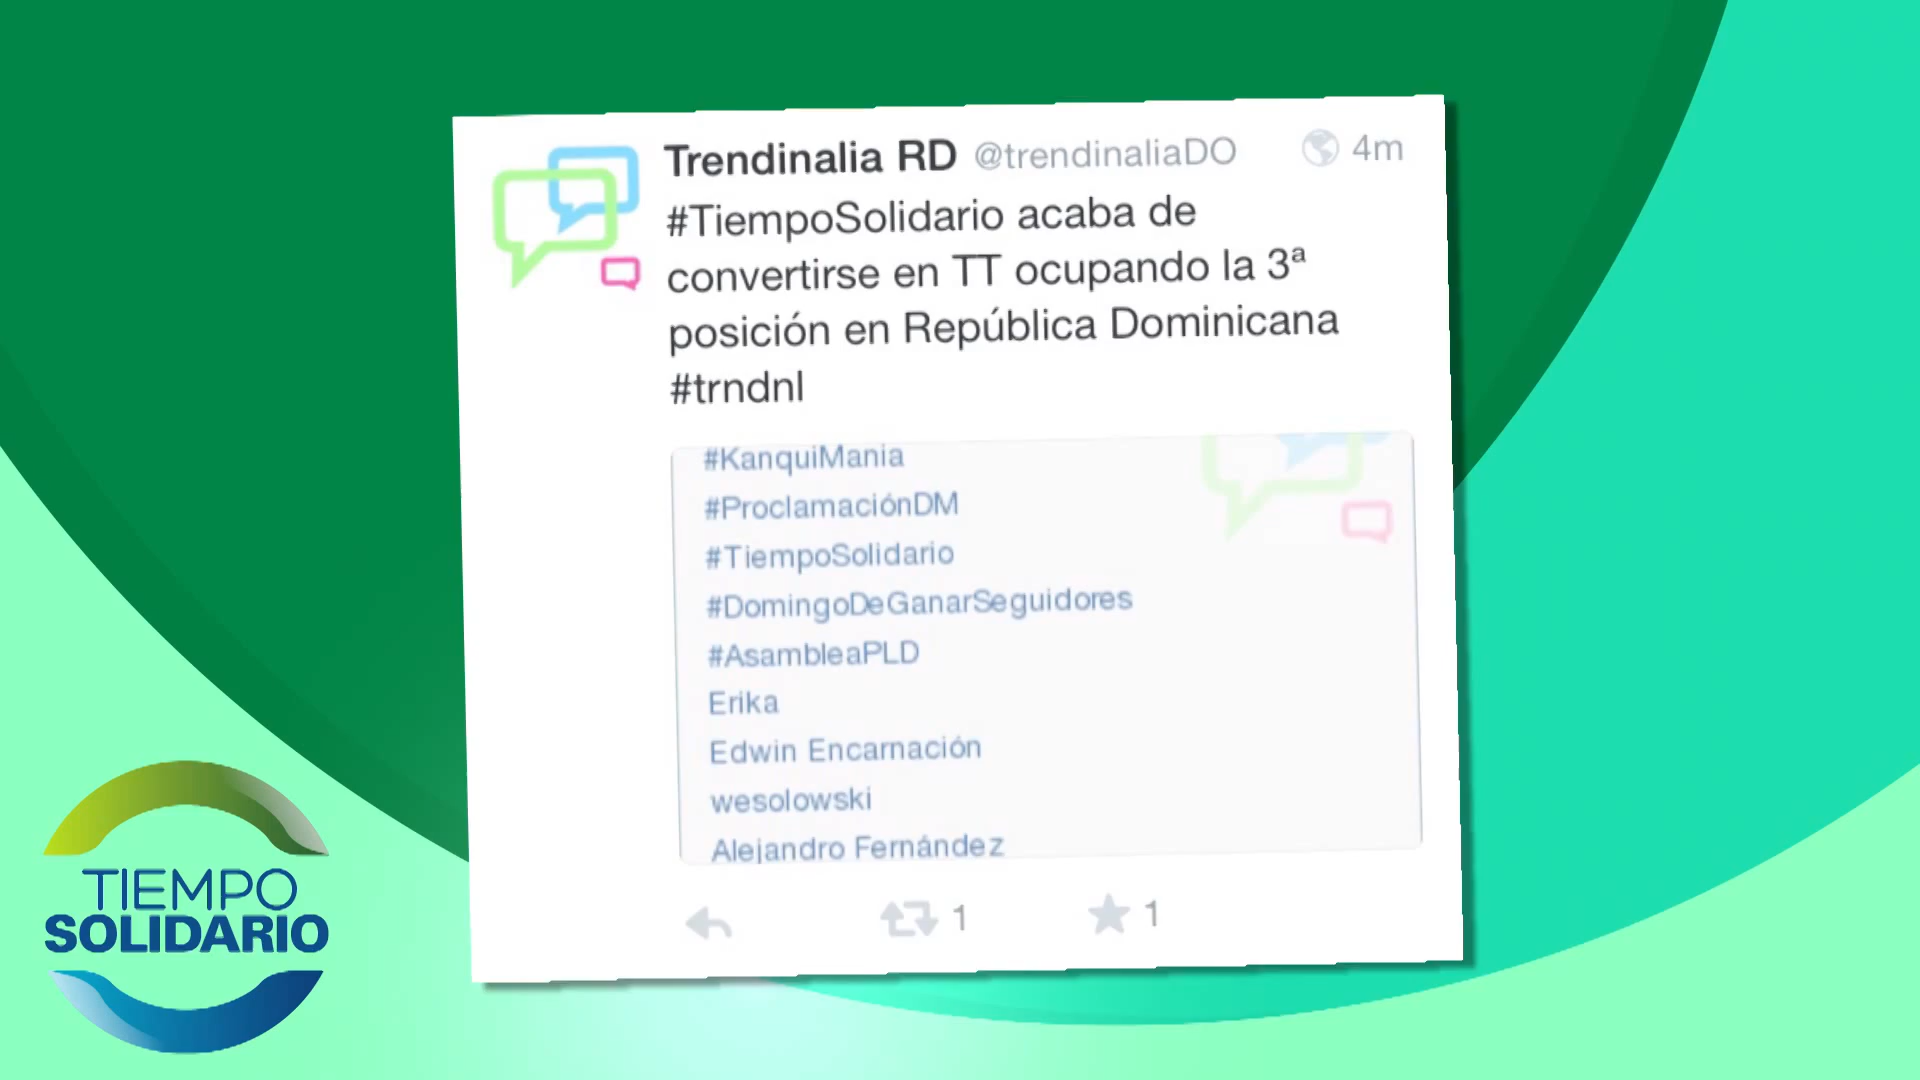 Trendinalia RD @trendinaliaDO 4m
#TiempoSolidario acaba de
convertirse en TT ocupando la 3ª
posición en República Dominicana
#trndnl
#KanquiMania
#ProclamaciónDM
#TiempoSolidario
#DomingoDeGanarSeguidores
#AsambleaPLD
Erika
Edwin Encarnación
wesolowski
Alejandro Fernández
1 1
TIEMPO
SOLIDARIO